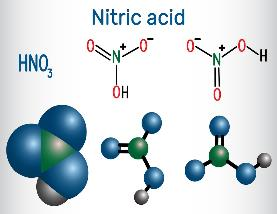 Nitric acid
HNO₃
O N⁺ O⁻ OH
O⁻ N⁺ O H O